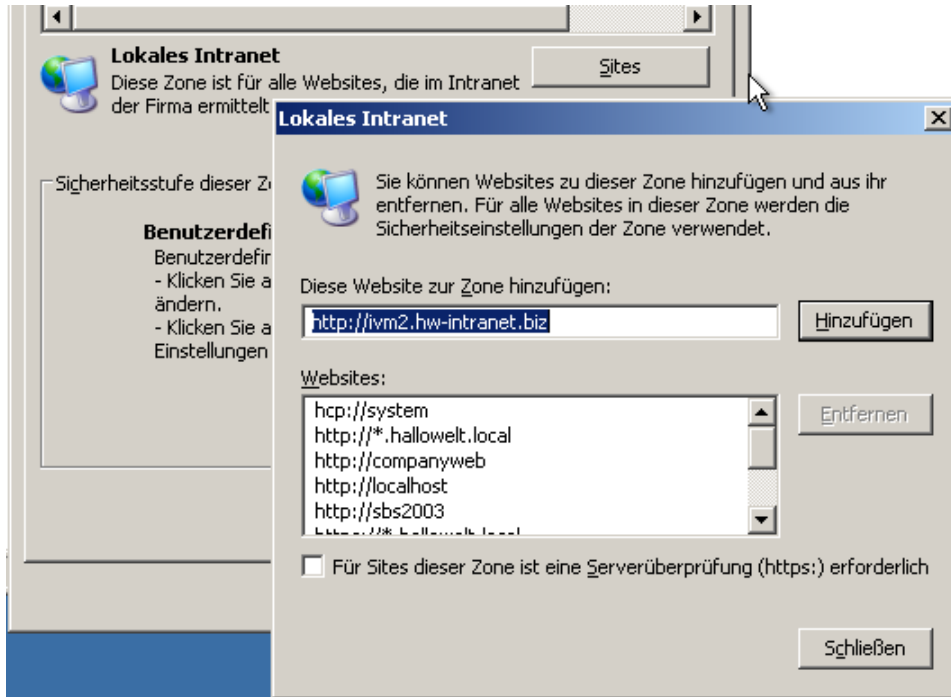 Lokales Intranet
Diese Zone ist für alle Websites, die im Intranet
der Firma ermittelt
Sites
Sicherheitsstufe dieser
Benutzerdefi
Benutzerdefir
- Klicken Sie a
ändern.
- Klicken Sie a
Einstellungen
Lokales Intranet
Sie können Websites zu dieser Zone hinzufügen und aus ihr
entfernen. Für alle Websites in dieser Zone werden die
Sicherheitseinstellungen der Zone verwendet.
Diese Website zur Zone hinzufügen:
http://ivm2.hw-intranet.biz
Hinzufügen
Websites:
hcp://system
http://*.hallowelt.local
http://companyweb
http://localhost
http://sbs2003
https://*.hallowelt.local
Entfernen
Für Sites dieser Zone ist eine Serverüberprüfung (https:) erforderlich
Schließen